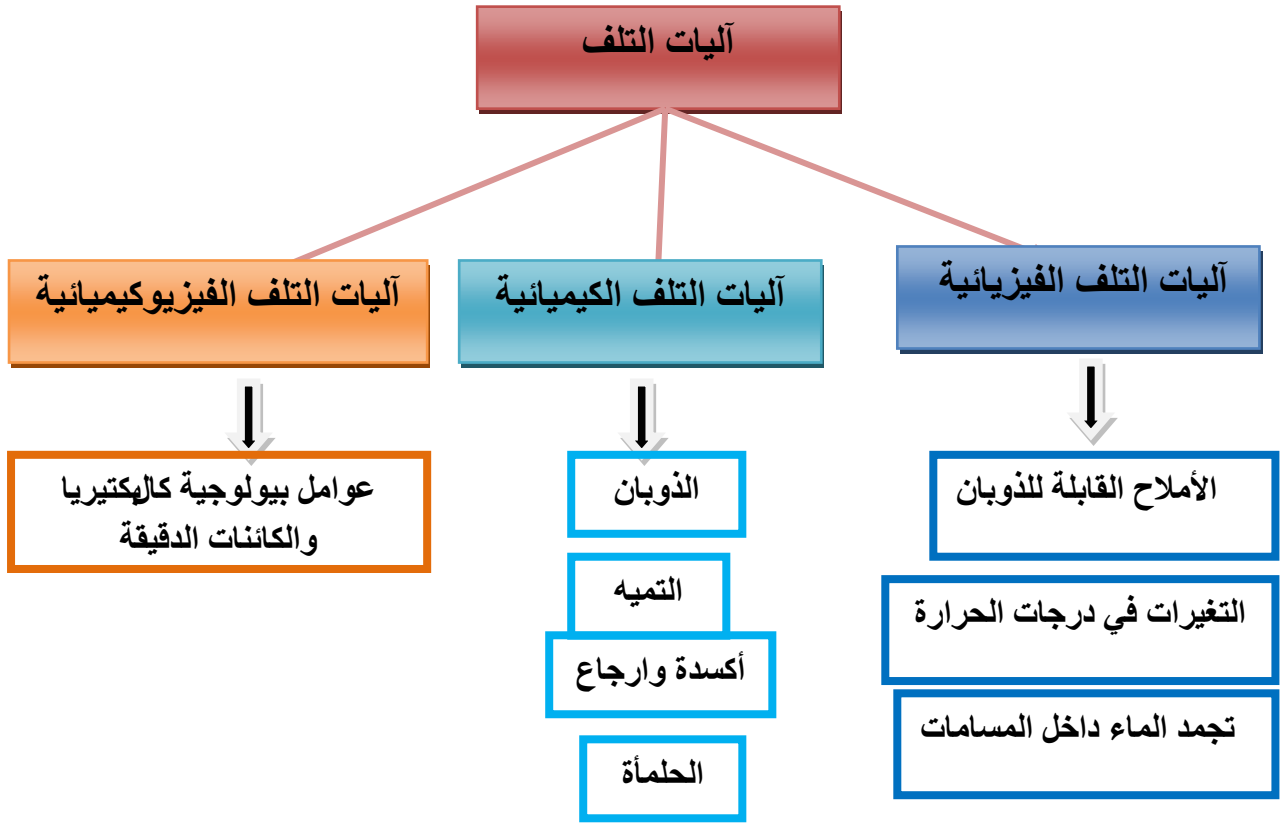 آليات التلف
آليات التلف الفيزيائية
آليات التلف الكيميائية
آليات التلف الفيزيوكيميائية
الأملاح القابلة للذوبان
التغيرات في درجات الحرارة
تجمد الماء داخل المسامات
الذوبان
التميه
أكسدة وارجاع
الحلمأة
عوامل بيولوجية كالبكتيريا
والكائنات الدقيقة